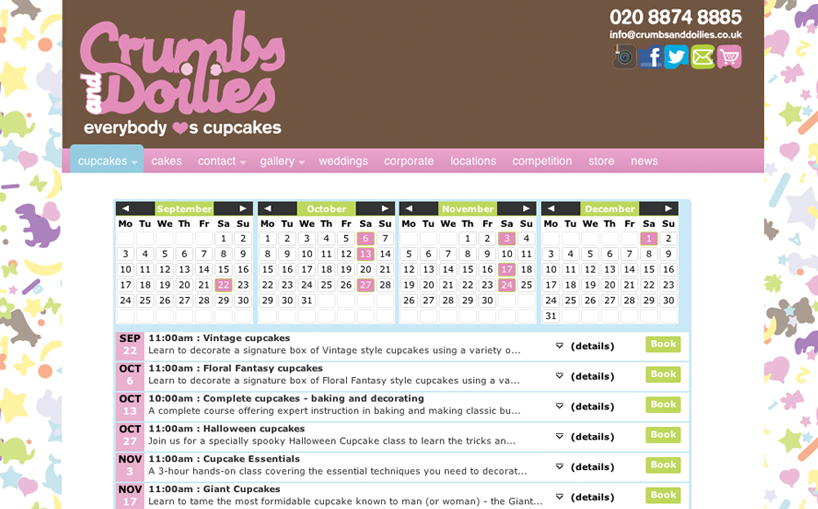 020 8874 8885
info@crumbsanddoilies.co.uk
Crumbs
and
Doilies
everybody s cupcakes
cupcakes cakes contact gallery weddings corporate locations competition store news
September October November December
Mo Tu We Th Fr Sa Su Mo Tu We Th Fr Sa Su Mo Tu We Th Fr Sa Su Mo Tu We Th Fr Sa Su
1 2 1 2 3 4 5 6 7 1 2 3 4 1 2
3 4 5 6 7 8 9 8 9 10 11 12 13 14 5 6 7 8 9 10 11 3 4 5 6 7 8 9
10 11 12 13 14 15 16 15 16 17 18 19 20 21 12 13 14 15 16 17 18 10 11 12 13 14 15 16
17 18 19 20 21 22 23 22 23 24 25 26 27 28 19 20 21 22 23 24 25 17 18 19 20 21 22 23
24 25 26 27 28 29 30 29 30 31 26 27 28 29 30 24 25 26 27 28 29 30
31
SEP 22
11:00am : Vintage cupcakes
Learn to decorate a signature box of Vintage style cupcakes using a variety o...
(details) Book
OCT 6
11:00am : Floral Fantasy cupcakes
Learn to decorate a signature box of Floral Fantasy style cupcakes using a va...
(details) Book
OCT 13
10:00am : Complete cupcakes - baking and decorating
A complete course offering expert instruction in baking and making classic bu...
(details) Book
OCT 27
11:00am : Halloween cupcakes
Join us for a specially spooky Halloween Cupcake class to learn the tricks an...
(details) Book
NOV 3
11:00am : Cupcake Essentials
A 3-hour hands-on class covering the essential techniques you need to decorat...
(details) Book
NOV 17
11:00am : Giant Cupcakes
Learn to tame the most formidable cupcake known to man (or woman) - the Giant...
(details) Book